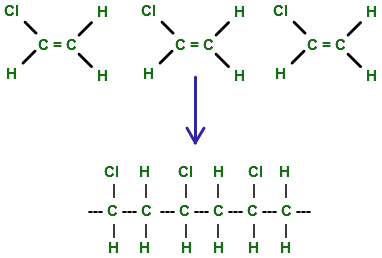 Cl H Cl H Cl H
C = C C = C C = C
H H H H H H
Cl H Cl H Cl H
--- C --- C --- C --- C --- C --- C ---
H H H H H H